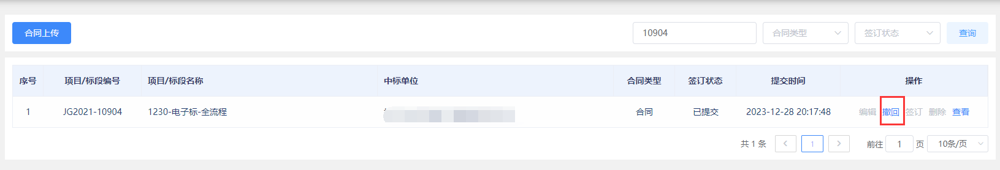 合同上传 10904 合同类型 签订状态 查询
序号 项目/标段编号 项目/标段名称 中标单位 合同类型 签订状态 提交时间 操作
1 JG2021-10904 1230-电子标-全流程 合同 已提交 2023-12-28 20:17:48 编辑 撤回 签订 删除 查看
共 1 条 1 前往 1 页 10条/页